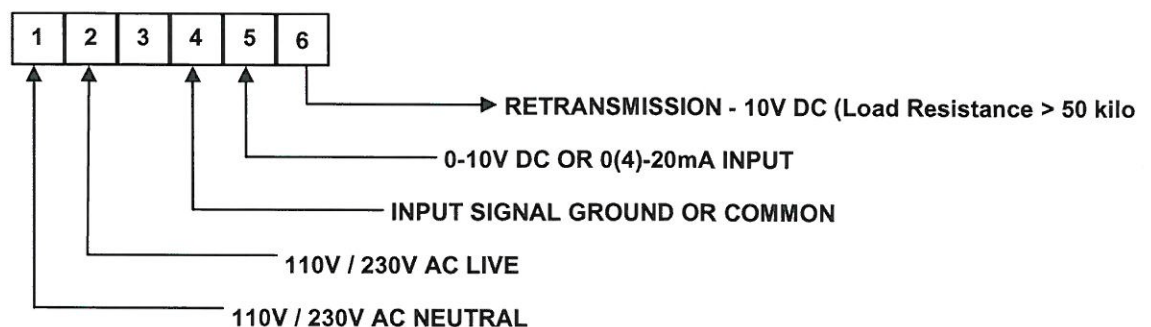 1 2 3 4 5 6
RETRANSMISSION - 10V DC (Load Resistance > 50 kilo
0-10V DC OR 0(4)-20mA INPUT
INPUT SIGNAL GROUND OR COMMON
110V / 230V AC LIVE
110V / 230V AC NEUTRAL